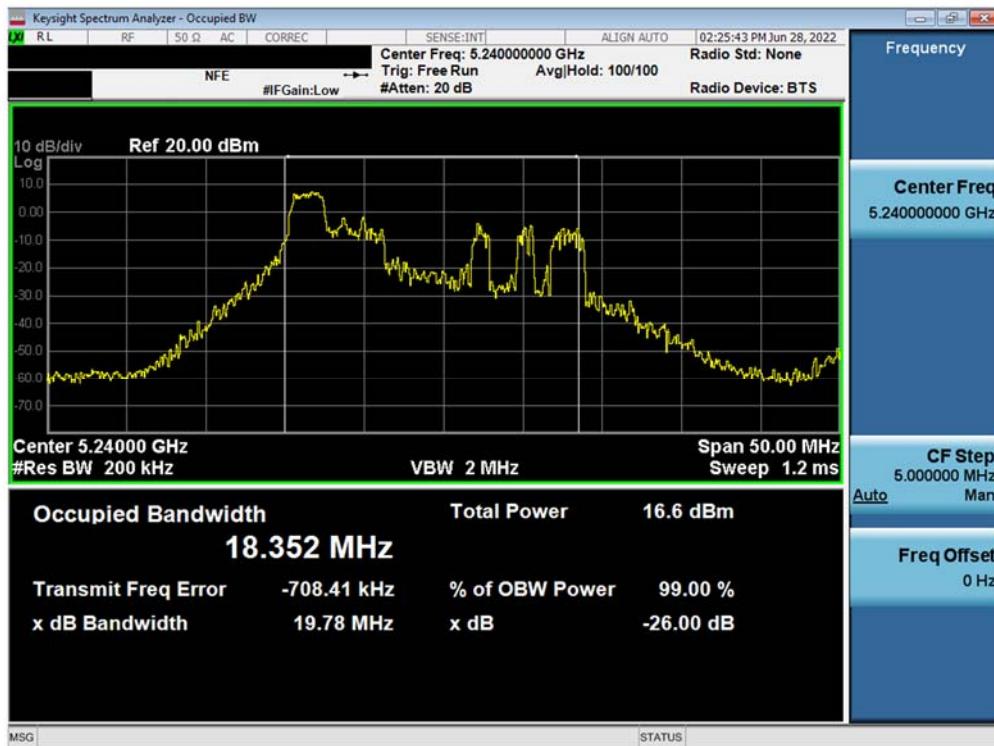 Keysight Spectrum Analyzer - Occupied BW
LXI RL RF 50 Ω AC CORREC SENSE:INT ALIGN AUTO 02:25:43 PM Jun 28, 2022
Center Freq: 5.240000000 GHz Radio Std: None
NFE Trig: Free Run Avg|Hold: 100/100
#IFGain:Low #Atten: 20 dB Radio Device: BTS
10 dB/div Ref 20.00 dBm
Log
10.0
0.00
-10.0
-20.0
-30.0
-40.0
-50.0
-60.0
-70.0
Center 5.24000 GHz Span 50.00 MHz
#Res BW 200 kHz VBW 2 MHz Sweep 1.2 ms
Occupied Bandwidth Total Power 16.6 dBm
18.352 MHz
Transmit Freq Error -708.41 kHz % of OBW Power 99.00 %
x dB Bandwidth 19.78 MHz x dB -26.00 dB
MSG STATUS
Frequency
Center Freq
5.240000000 GHz
CF Step
5.000000 MHz
Auto Man
Freq Offset
0 Hz